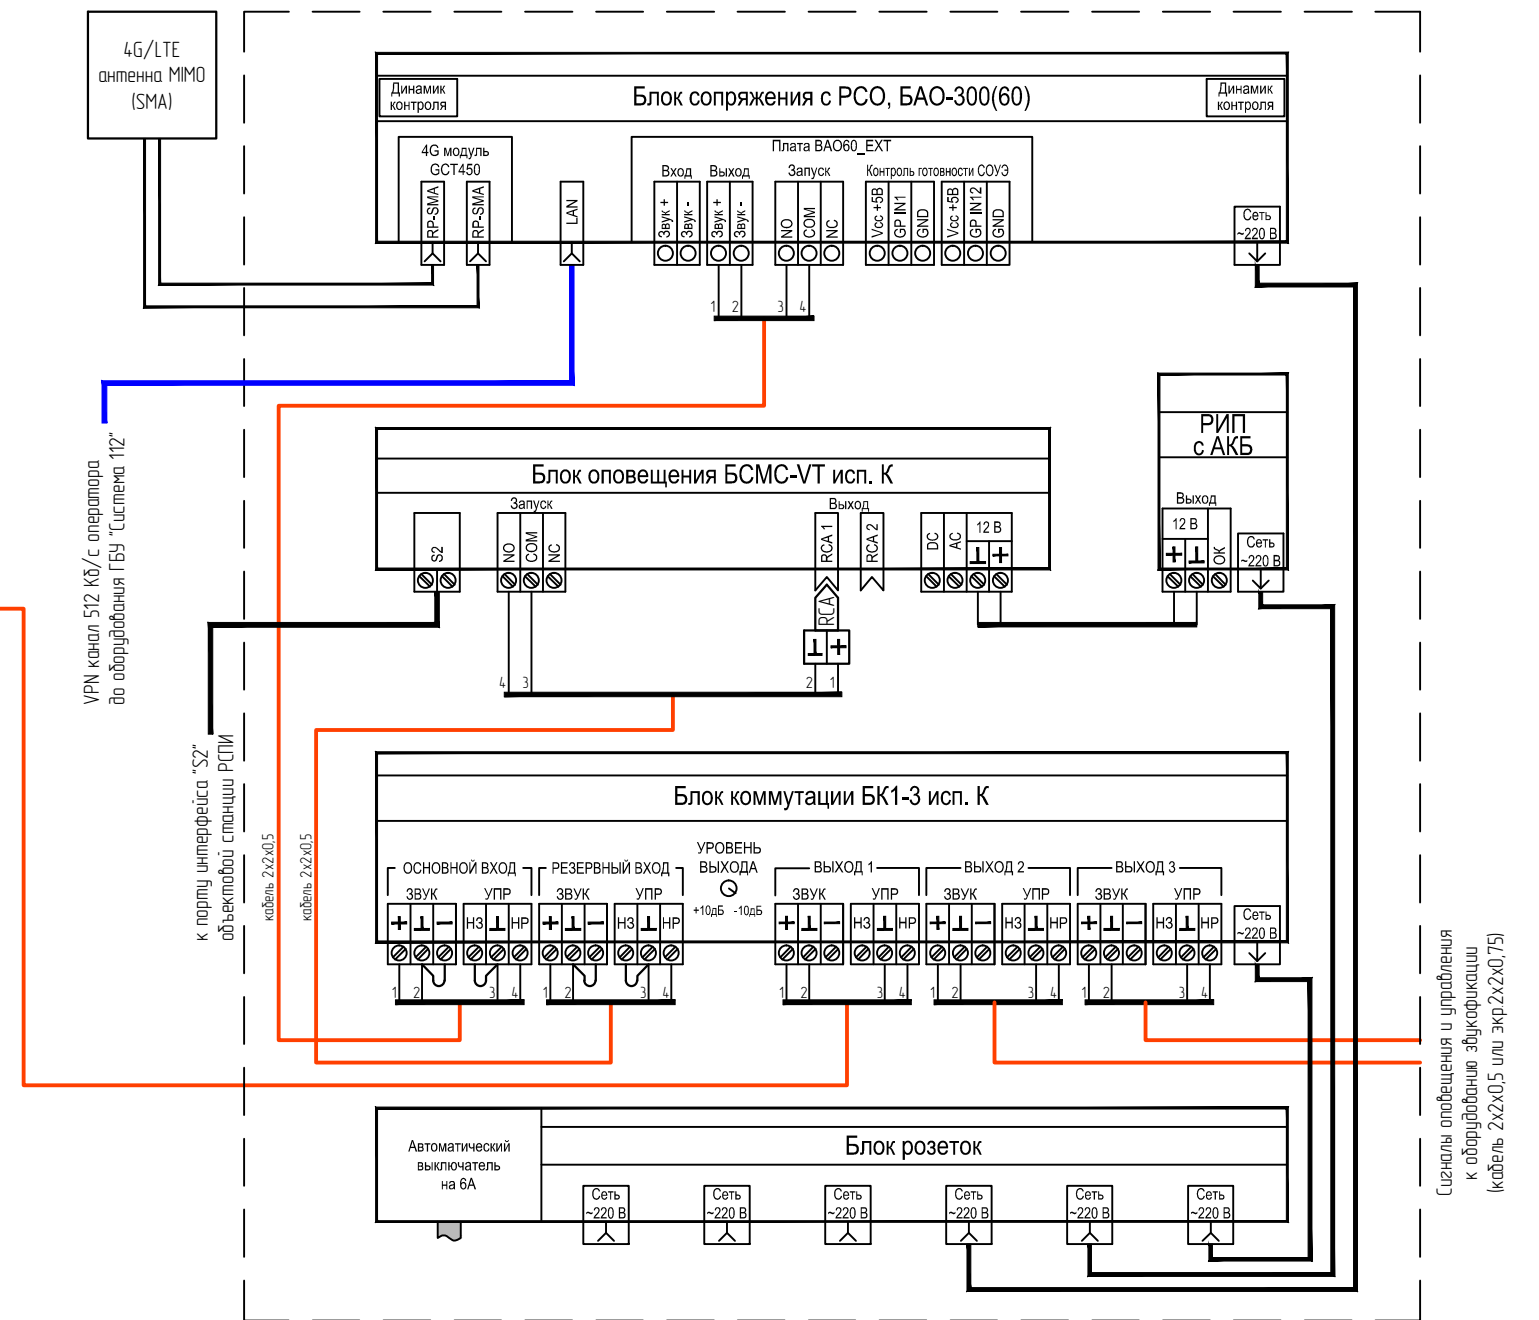 4G/LTE
антенна MIMO
(SMA)
Динамик
контроля
Блок сопряжения с РСО, БАО-300(60)
Динамик
контроля
4G модуль
GCT450
RP-SMA
RP-SMA
LAN
Плата BAO60_EXT
Вход
Выход
Запуск
Контроль готовности СОУЭ
Звук +
Звук -
Звук +
Звук -
NO
COM
NC
Vcc +5В
GP IN1
GND
Vcc +5В
GP IN12
GND
Сеть
~220 В
1
2
3
4
VPN канал 512 Кб/с оператора
до оборудования ГБУ "Система 112"
Блок оповещения БСМС-VT исп. К
Запуск
Выход
S2
NO
COM
NC
RCA 1
RCA 2
DC
AC
12 В
⊥ +
RCA
⊥ +
4
3
2
1
РИП
с АКБ
Выход
12 В
+ ⊥
ОК
Сеть
~220 В
к порту интерфейса "S2"
объектовой станции РСПИ
кабель 2х2х0,5
кабель 2х2х0,5
Блок коммутации БК1-3 исп. К
ОСНОВНОЙ ВХОД
ЗВУК УПР
+ ⊥ – НЗ ⊥ НР
1 2 3 4
РЕЗЕРВНЫЙ ВХОД
ЗВУК УПР
+ ⊥ – НЗ ⊥ НР
1 2 3 4
УРОВЕНЬ
ВЫХОДА
+10дБ -10дБ
ВЫХОД 1
ЗВУК УПР
+ ⊥ – НЗ ⊥ НР
1 2 3 4
ВЫХОД 2
ЗВУК УПР
+ ⊥ – НЗ ⊥ НР
1 2 3 4
ВЫХОД 3
ЗВУК УПР
+ ⊥ – НЗ ⊥ НР
1 2 3 4
Сеть
~220 В
Сигналы оповещения и управления
к оборудованию звукофикации
(кабель 2х2х0,5 или экр.2х2х0,75)
Автоматический
выключатель
на 6А
Блок розеток
Сеть
~220 В
Сеть
~220 В
Сеть
~220 В
Сеть
~220 В
Сеть
~220 В
Сеть
~220 В